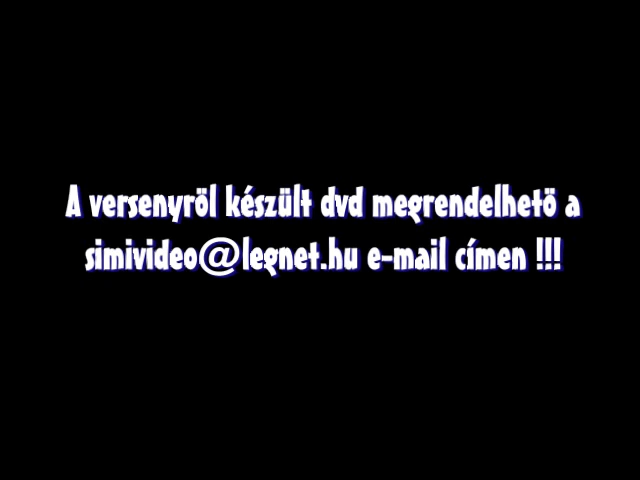 A versenyröl készült dvd megrendelhetö a
simivideo@legnet.hu e-mail címen !!!